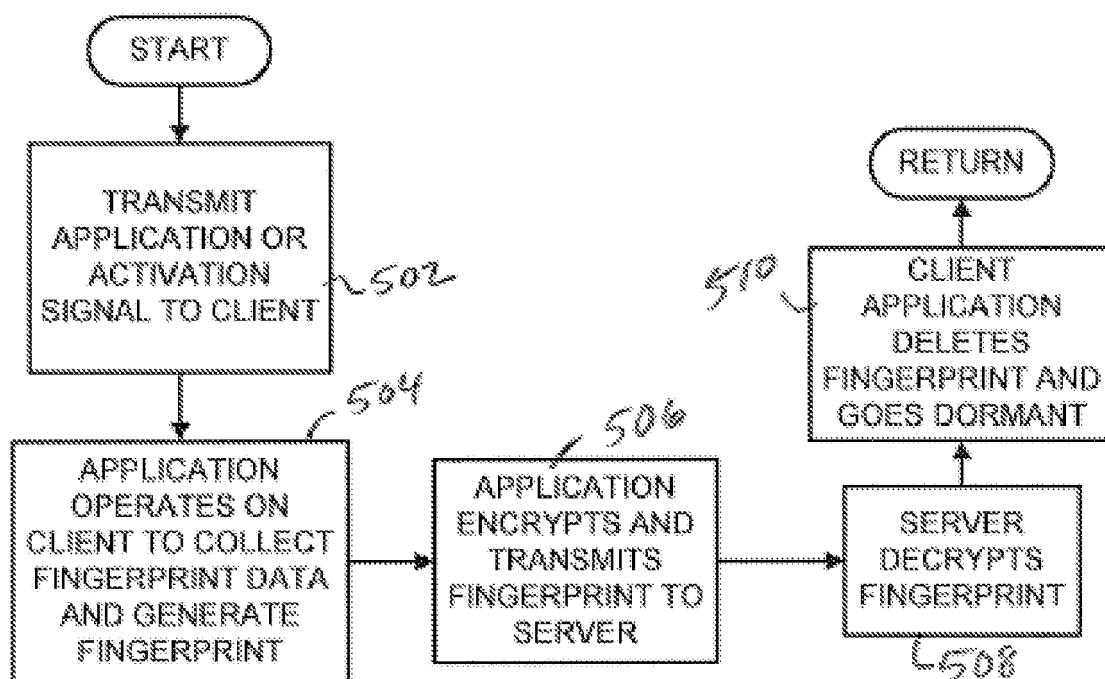 START
TRANSMIT
APPLICATION OR
ACTIVATION
SIGNAL TO CLIENT
502
504
APPLICATION
OPERATES ON
CLIENT TO COLLECT
FINGERPRINT DATA
AND GENERATE
FINGERPRINT
506
APPLICATION
ENCRYPTS AND
TRANSMITS
FINGERPRINT TO
SERVER
SERVER
DECRYPTS
FINGERPRINT
508
510
CLIENT
APPLICATION
DELETES
FINGERPRINT AND
GOES DORMANT
RETURN